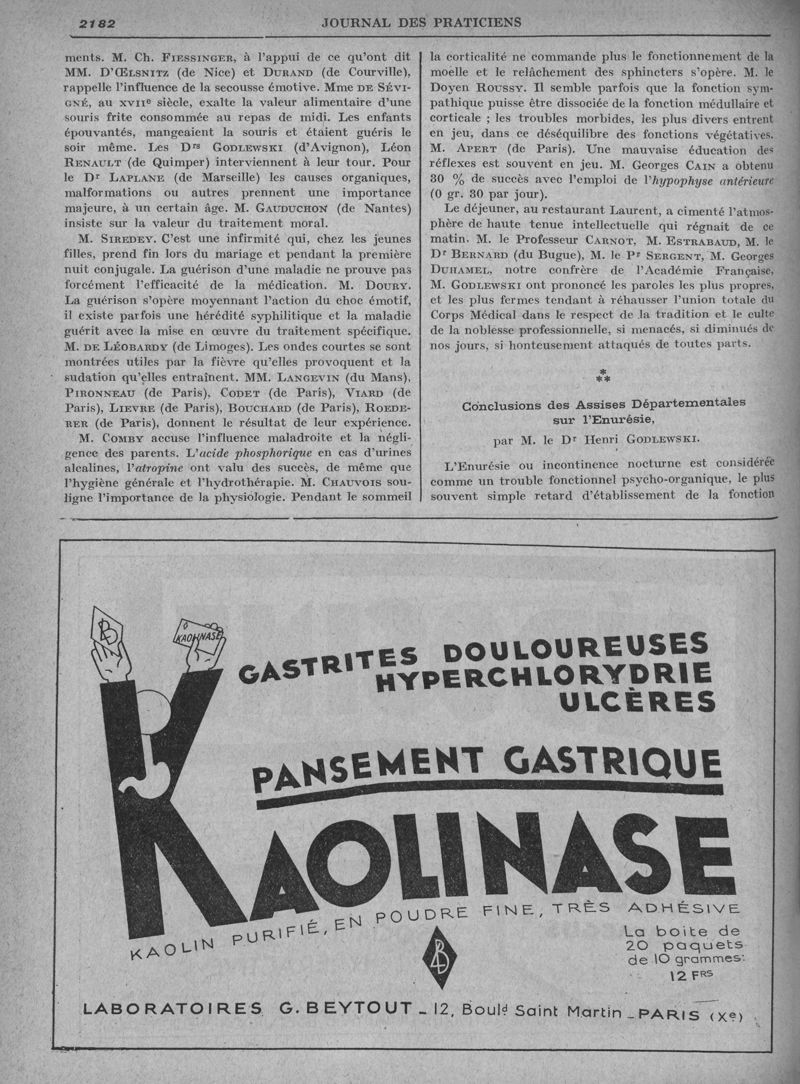 2182
JOURNAL DES PRATICIENS
ments. M. Ch. FIESSINGER, à l'appui de ce qu'ont dit
MM. D'ŒLSNITZ (de Nice) et DURAND (de Courville),
rappelle l'influence de la secousse émotive. Mme DE SÉVI-
GNÉ, au XVIIe siècle, exalte la valeur alimentaire d'une
souris frite consommée au repas de midi. Les enfants
épouvantés, mangeaient la souris et étaient guéris le
soir même. Les Drs GODLEWSKI (d'Avignon), Léon
RENAULT (de Quimper) interviennent à leur tour. Pour
le Dr LAPLANE (de Marseille) les causes organiques,
malformations ou autres prennent une importance
majeure, à un certain âge. M. GAUDUCHON (de Nantes)
insiste sur la valeur du traitement moral.
M. SIREDEY. C'est une infirmité qui, chez les jeunes
filles, prend fin lors du mariage et pendant la première
nuit conjugale. La guérison d'une maladie ne prouve pas
forcément l'efficacité de la médication. M. DOURY.
La guérison s'opère moyennant l'action du choc émotif,
il existe parfois une hérédité syphilitique et la maladie
guérit avec la mise en œuvre du traitement spécifique.
M. DE LÉOBARDY (de Limoges). Les ondes courtes se sont
montrées utiles par la fièvre qu'elles provoquent et la
sudation qu'elles entraînent. MM. LANGEVIN (du Mans),
PIRONNEAU (de Paris), CODET (de Paris), VIARD (de
Paris), LIEVRE (de Paris), BOUCHARD (de Paris), ROEDE-
RER (de Paris), donnent le résultat de leur expérience.
M. COMBY accuse l'influence maladroite et la négli-
gence des parents. L'acide phosphorique en cas d'urines
alcalines, l'atropine ont valu des succès, de même que
l'hygiène générale et l'hydrothérapie. M. CHAUVOIS sou-
ligne l'importance de la physiologie. Pendant le sommeil
la corticalité ne commande plus le fonctionnement de la
moelle et le relâchement des sphincters s'opère. M. le
Doyen ROUSSY. Il semble parfois que la fonction sym-
pathique puisse être dissociée de la fonction médullaire et
corticale ; les troubles morbides, les plus divers entrent
en jeu, dans ce déséquilibre des fonctions végétatives.
M. APERT (de Paris). Une mauvaise éducation des
réflexes est souvent en jeu. M. Georges CAIN a obtenu
30 % de succès avec l'emploi de l'hypophyse antérieure
(0 gr. 30 par jour).
Le déjeuner, au restaurant Laurent, a cimenté l'atmos-
phère de haute tenue intellectuelle qui régnait de ce
matin. M. le Professeur CARNOT, M. ESTRABAUD, M. le
Dr BERNARD (du Bugue), M. le Pr SERGENT, M. Georges
DUHAMEL, notre confrère de l'Académie Française,
M. GODLEWSKI ont prononcé les paroles les plus propres,
et les plus fermes tendant à réhausser l'union totale du
Corps Médical dans le respect de la tradition et le culte
de la noblesse professionnelle, si menacés, si diminués de
nos jours, si honteusement attaqués de toutes parts.
*
**
Conclusions des Assises Départementales
sur l'Enurésie,
par M. le Dr Henri GODLEWSKI.
L'Enurésie ou incontinence nocturne est considérée
comme un trouble fonctionnel psycho-organique, le plus
souvent simple retard d'établissement de la fonction
B
KAOLINASE
GASTRITES DOULOUREUSES
HYPERCHLORYDRIE
ULCÈRES
PANSEMENT GASTRIQUE
KAOLINASE
KAOLIN PURIFIÉ, EN POUDRE FINE, TRÈS ADHÉSIVE
La boite de
20 paquets
de 10 grammes:
12 FRS
LABORATOIRES G. BEYTOUT _ 12, Bould Saint Martin _ PARIS (Xe)